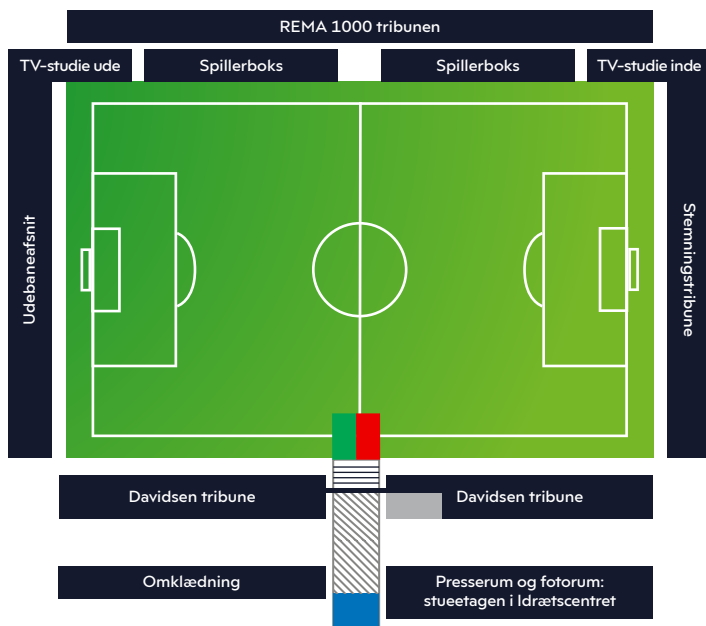 REMA 1000 tribunen
TV-studie ude
Spillerboks
Spillerboks
TV-studie inde
Udebaneafsnit
Stemningstribune
Davidsen tribune
Davidsen tribune
Omklædning
Presserum og fotorum:
stueetagen i Idrætscentret